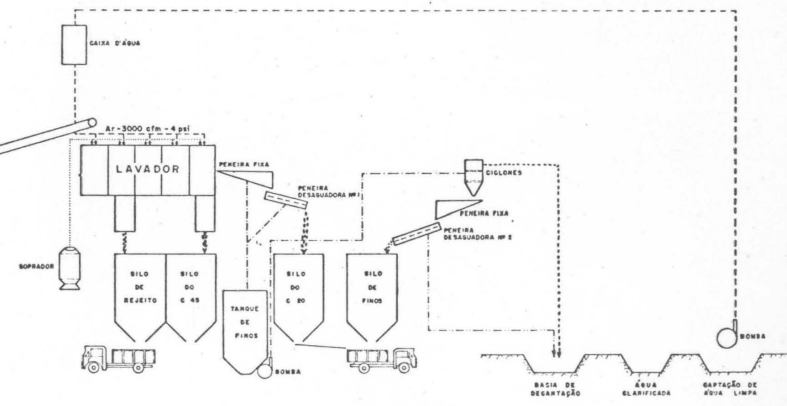 CAIXA D'ÁGUA
Ar-3000 cfm-4 psi
LAVADOR
PENEIRA FIXA
PENEIRA
DESAGUADORA Nº 1
CICLONES
PENEIRA FIXA
PENEIRA
DESAGUADORA Nº 2
SOPRADOR
SILO
DE
REJEITO
SILO
DO
C 45
TANQUE
DE
FINOS
SILO
DO
C 20
SILO
DE
FINOS
BOMBA
BOMBA
BASIA DE
DEGANTAÇÃO
ÁGUA
CLARIFICADA
CAPTAÇÃO DE
ÁGUA LIMPA